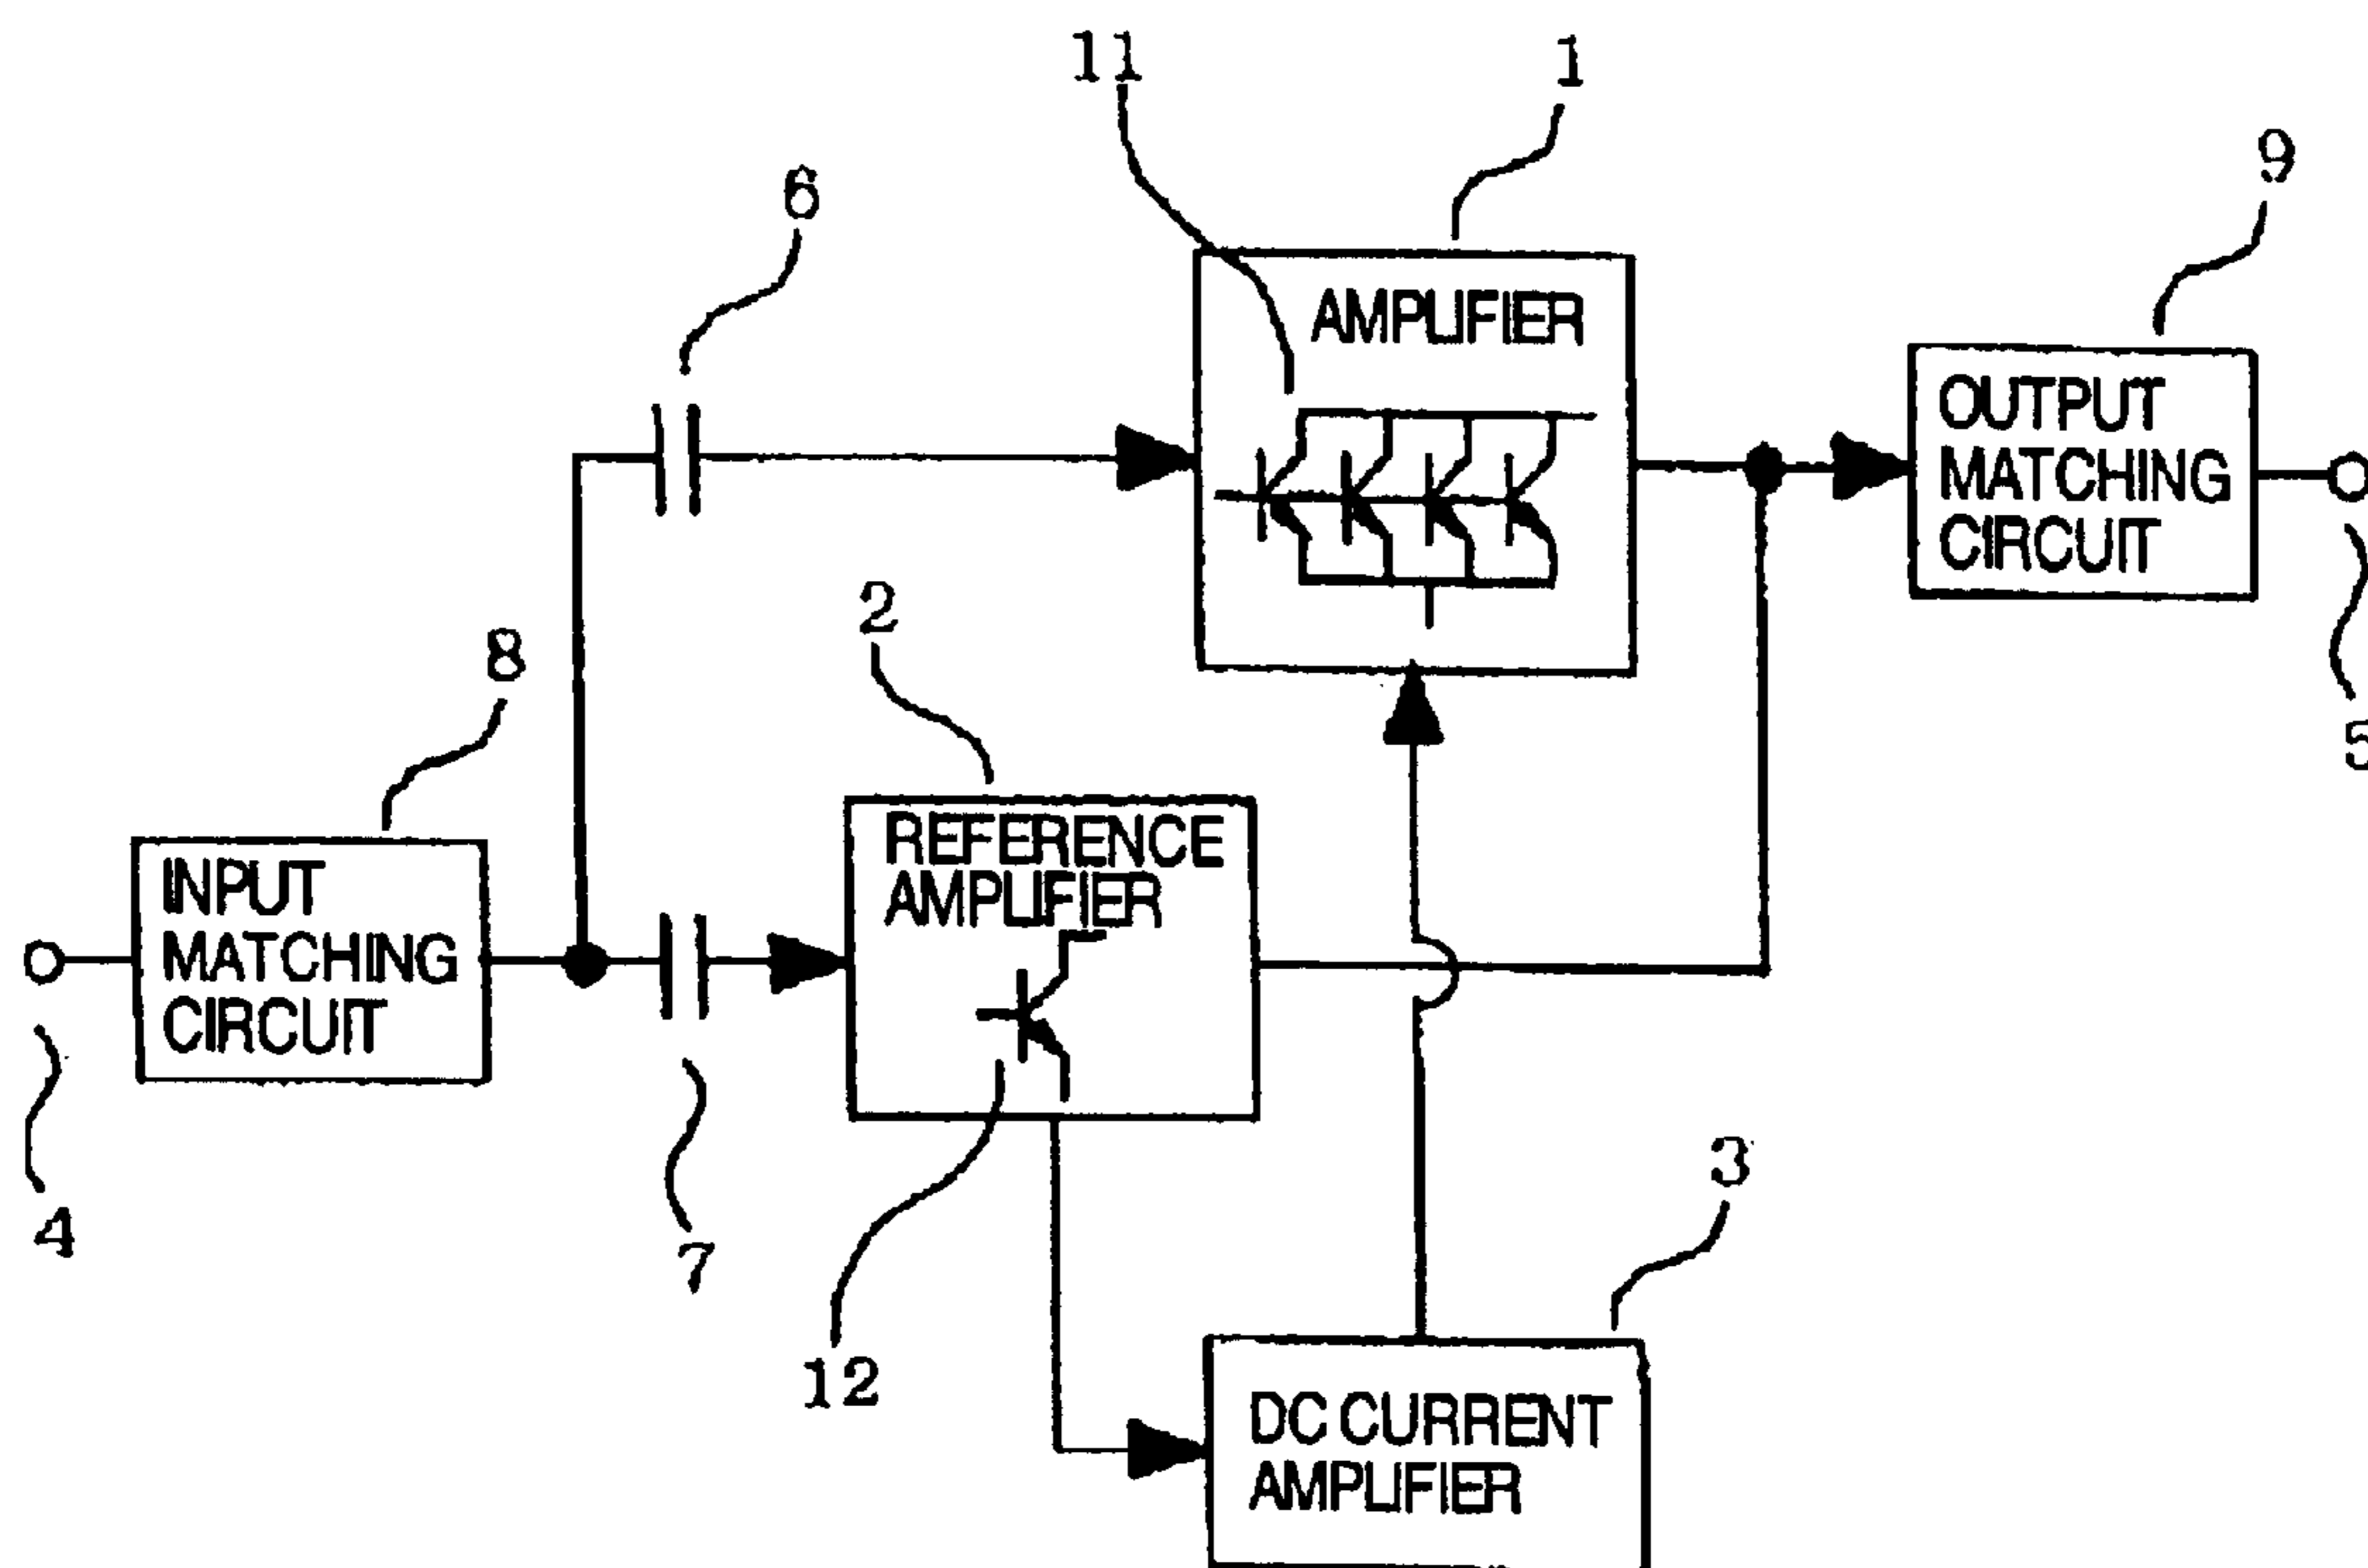 11
1
9
6
AMPLIFIER
OUTPUT
MATCHING
CIRCUIT
2
8
5
REFERENCE
AMPLIFIER
INPUT
MATCHING
CIRCUIT
3
4
7
12
DC CURRENT
AMPLIFIER